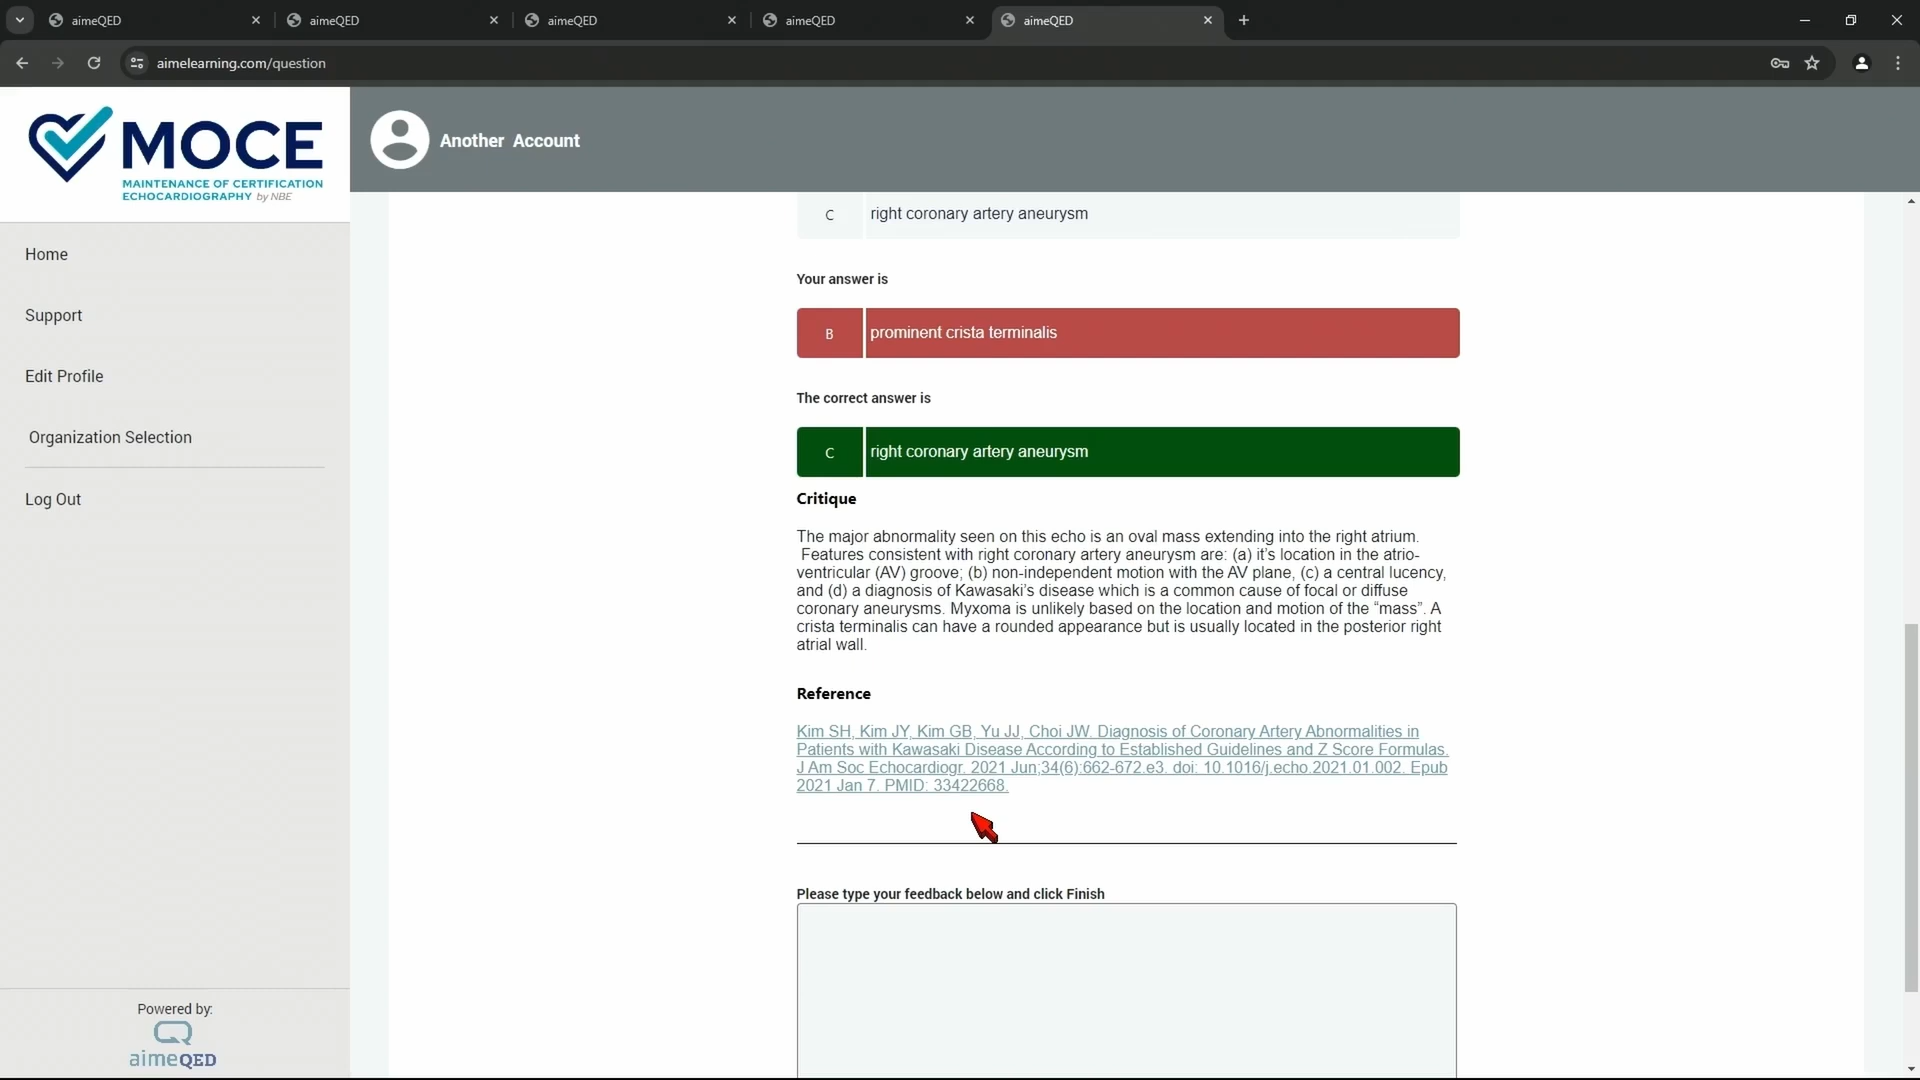 aimeQED
aimeQED
aimeQED
aimeQED
aimeQED
aimelearning.com/question
MOCE
MAINTENANCE OF CERTIFICATION
ECHOCARDIOGRAPHY by NBE
Another Account
Home
Support
Edit Profile
Organization Selection
Log Out
C right coronary artery aneurysm
Your answer is
B prominent crista terminalis
The correct answer is
C right coronary artery aneurysm
Critique
The major abnormality seen on this echo is an oval mass extending into the right atrium.
Features consistent with right coronary artery aneurysm are: (a) it’s location in the atrio-
ventricular (AV) groove; (b) non-independent motion with the AV plane, (c) a central lucency,
and (d) a diagnosis of Kawasaki’s disease which is a common cause of focal or diffuse
coronary aneurysms. Myxoma is unlikely based on the location and motion of the “mass”. A
crista terminalis can have a rounded appearance but is usually located in the posterior right
atrial wall.
Reference
Kim SH, Kim JY, Kim GB, Yu JJ, Choi JW. Diagnosis of Coronary Artery Abnormalities in
Patients with Kawasaki Disease According to Established Guidelines and Z Score Formulas.
J Am Soc Echocardiogr. 2021 Jun;34(6):662-672.e3. doi: 10.1016/j.echo.2021.01.002. Epub
2021 Jan 7. PMID: 33422668.
Please type your feedback below and click Finish
Powered by:
aimeQED